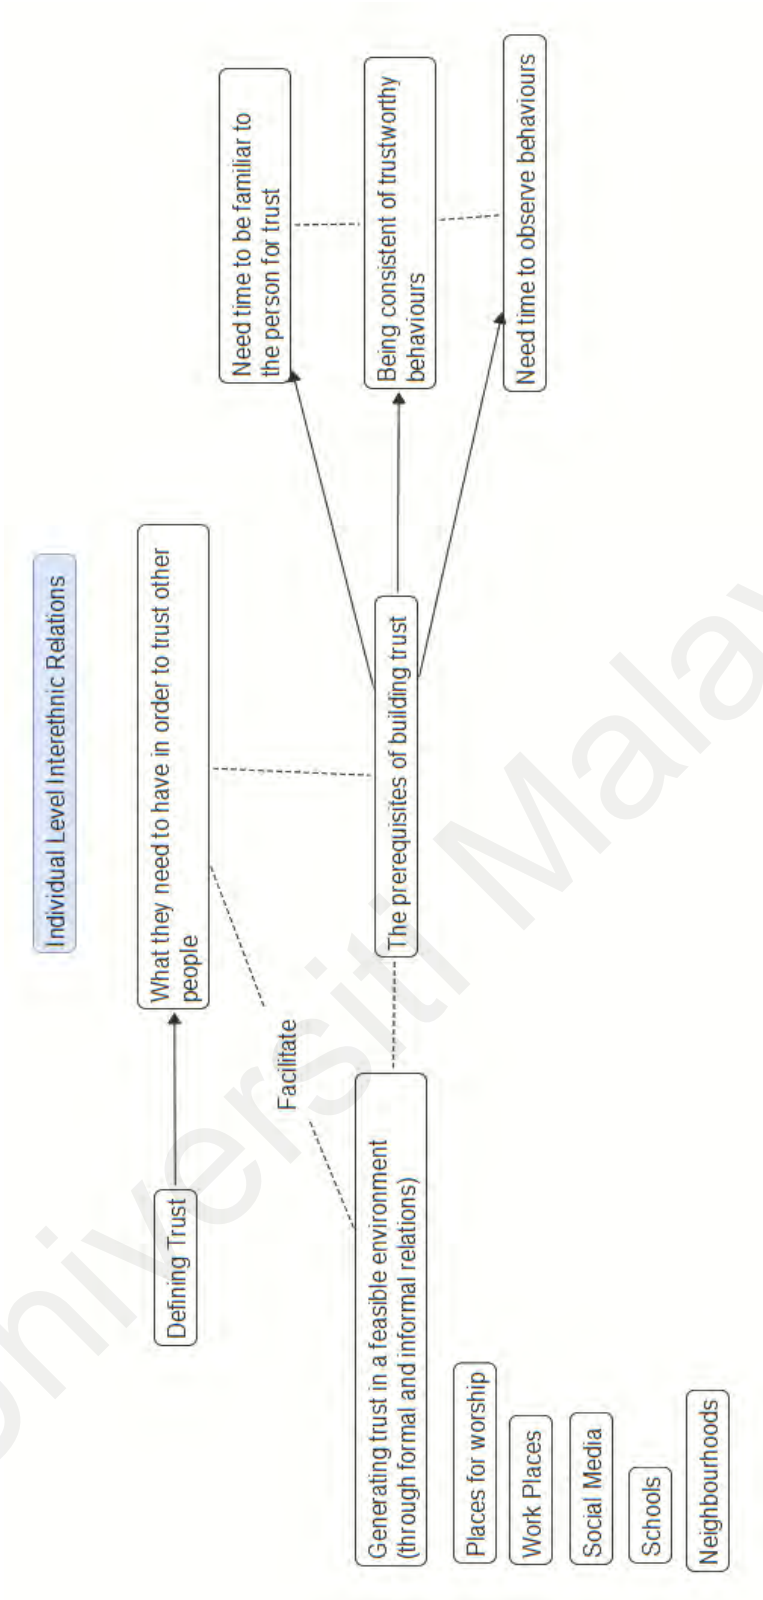 Individual Level Interethnic Relations
Defining Trust
What they need to have in order to trust other
people
Facilitate
Generating trust in a feasible environment
(through formal and informal relations)
The prerequisites of building trust
Need time to be familiar to
the person for trust
Being consistent of trustworthy
behaviours
Need time to observe behaviours
Places for worship
Work Places
Social Media
Schools
Neighbourhoods